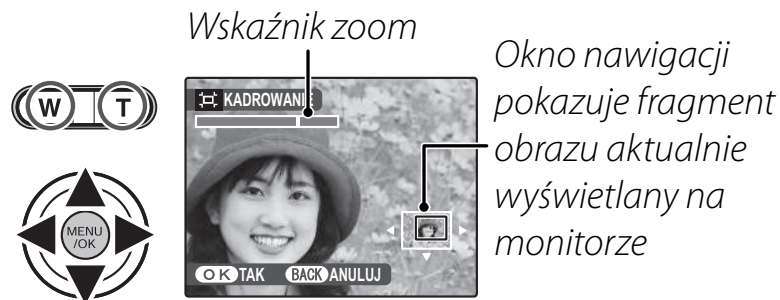 Wskaźnik zoom
W T
KADROWANIE
Okno nawigacji
pokazuje fragment
obrazu aktualnie
wyświetlany na
monitorze
MENU
/OK
OK TAK BACK ANULUJ